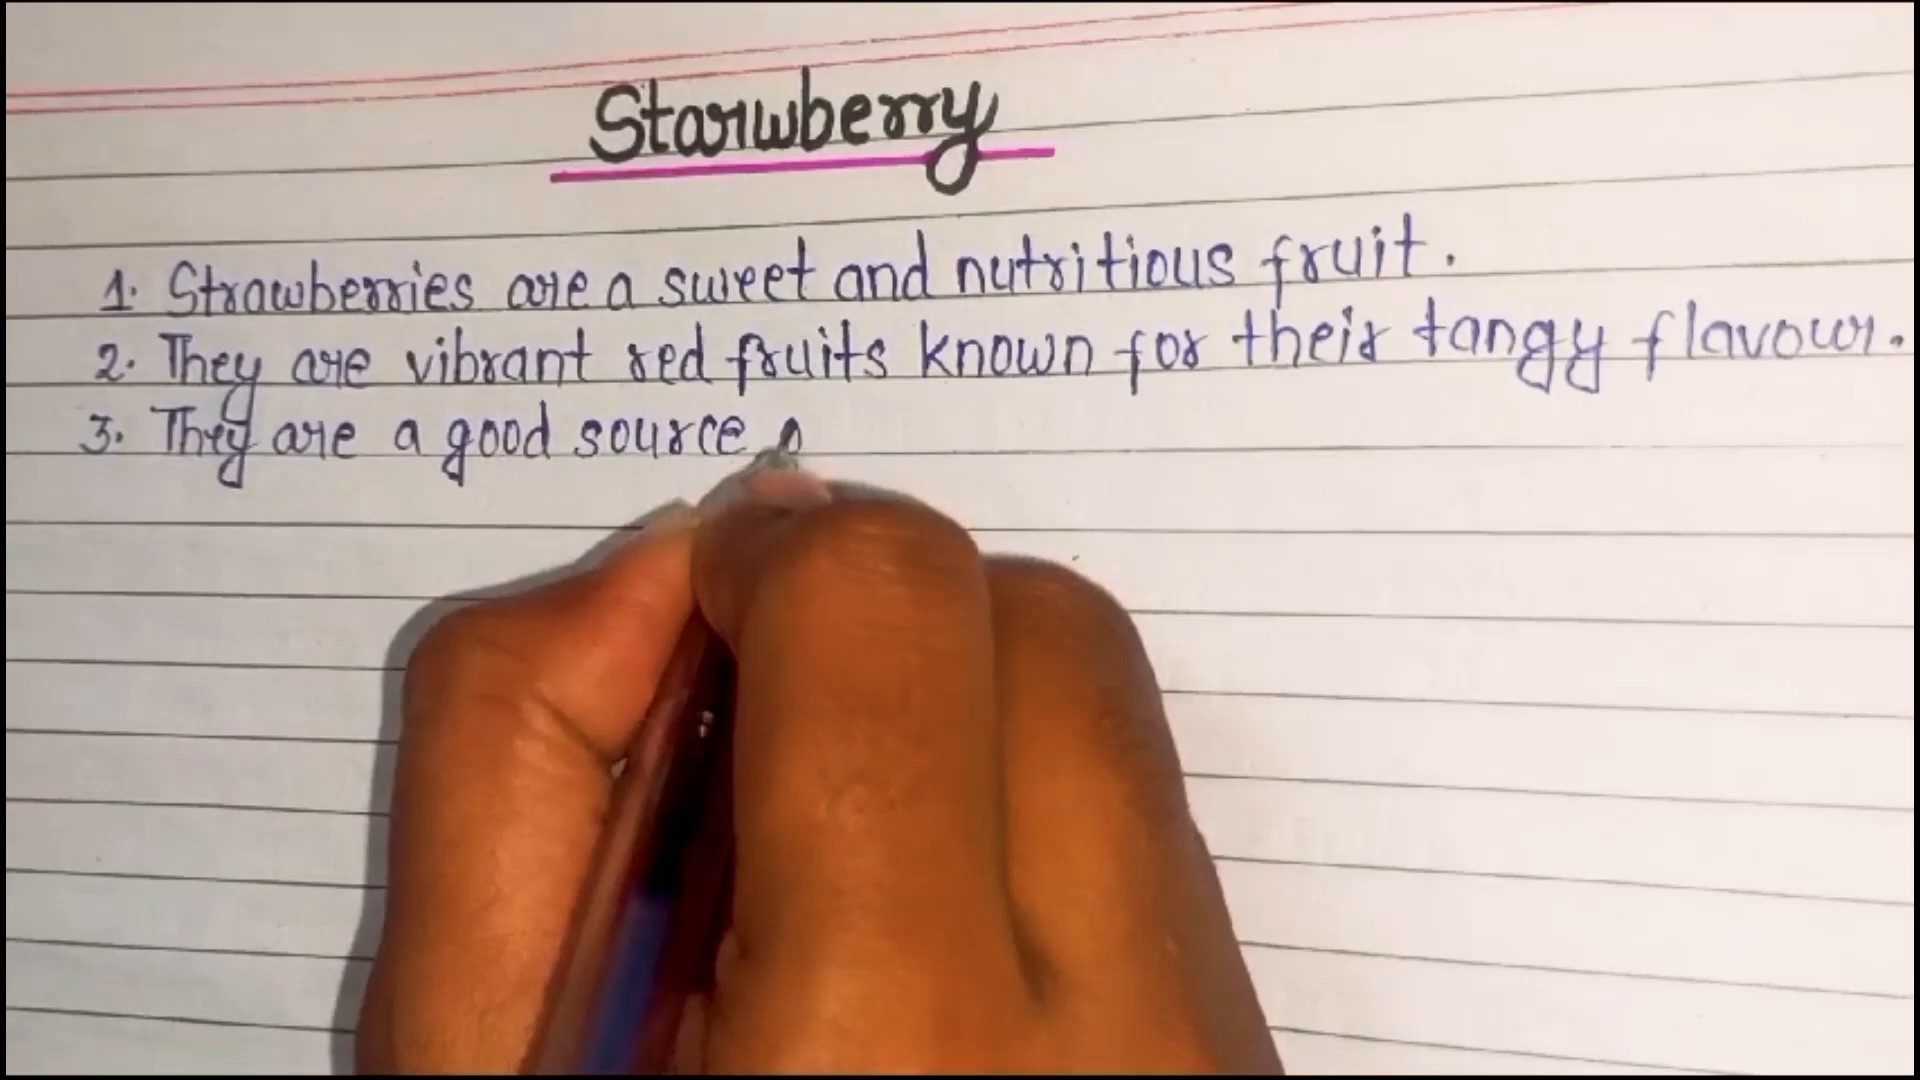 Starwberry
1. Strawberries are a sweet and nutritious fruit.
2. They are vibrant red fruits known for their tangy flavour.
3. They are a good source